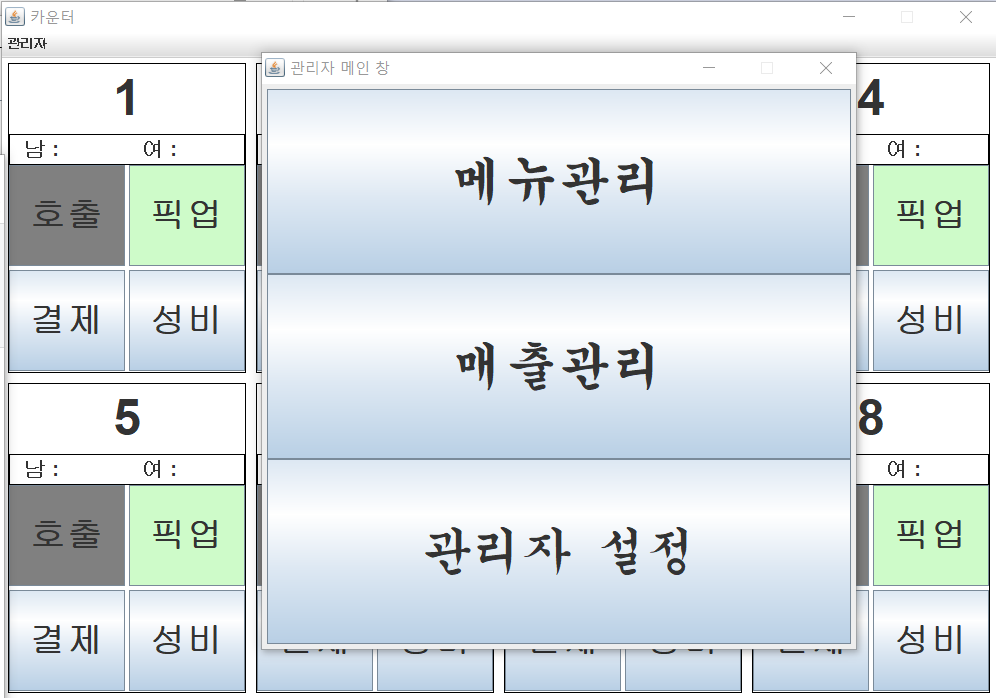 카운터
관리자
관리자 메인 창
1
4
남 : 여 :
여 :
호출 픽업
픽업
결제 성비
성비
메뉴관리
매출관리
관리자 설정
5
8
남 : 여 :
여 :
호출 픽업
픽업
결제 성비
성비